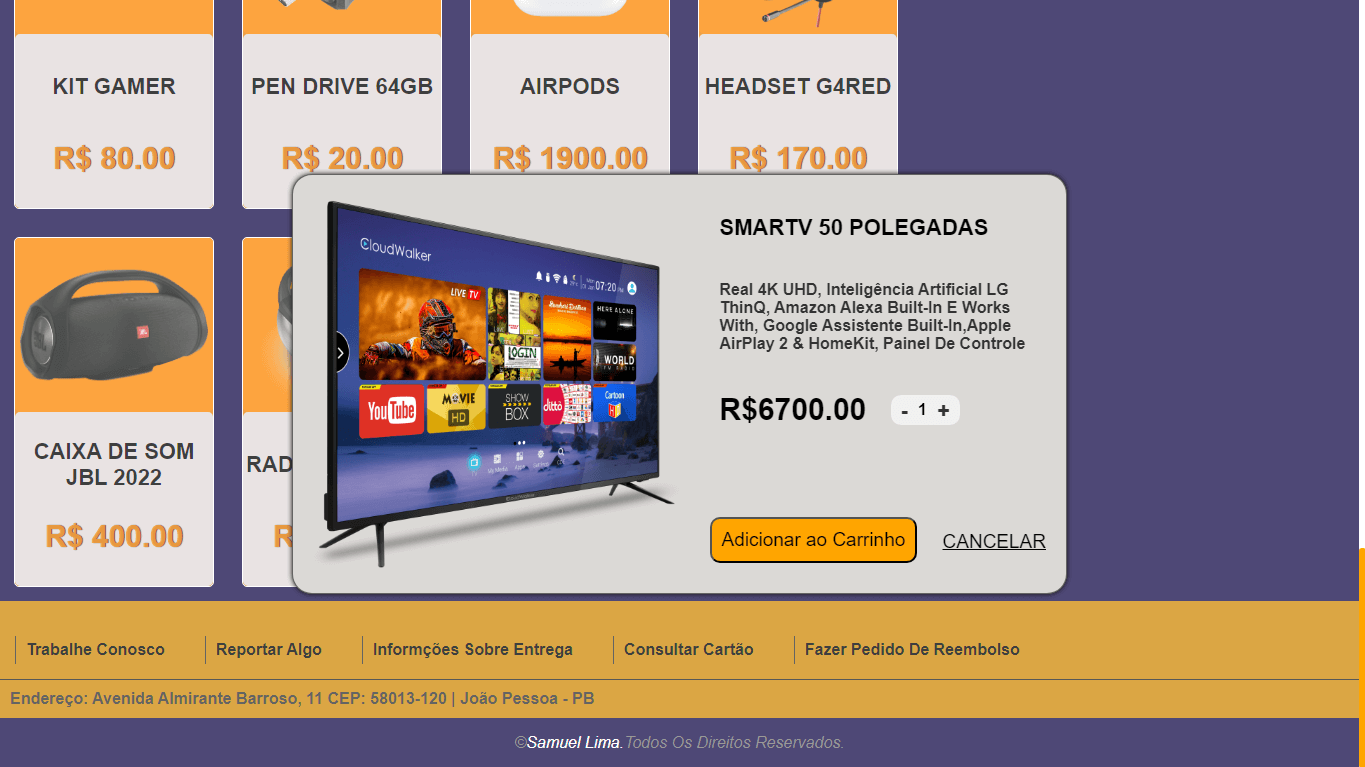 KIT GAMER
PEN DRIVE 64GB
AIRPODS
HEADSET G4RED
R$ 80.00
R$ 20.00
R$ 1900.00
R$ 170.00
SMARTV 50 POLEGADAS
Real 4K UHD, Inteligência Artificial LG
ThinQ, Amazon Alexa Built-In E Works
With, Google Assistente Built-In,Apple
AirPlay 2 & HomeKit, Painel De Controle
R$6700.00
- 1 +
Adicionar ao Carrinho
CANCELAR
CloudWalker
07:20 PM
LIVE TV
HERE ALONE
LOGIN
WORLD
YouTube
MOVIE
HD
SHOW
BOX
ditto
Cartoon
H
JBL
CAIXA DE SOM
JBL 2022
R$ 400.00
RAD
R
Trabalhe Conosco
Reportar Algo
Informções Sobre Entrega
Consultar Cartão
Fazer Pedido De Reembolso
Endereço: Avenida Almirante Barroso, 11 CEP: 58013-120 | João Pessoa - PB
©Samuel Lima.Todos Os Direitos Reservados.